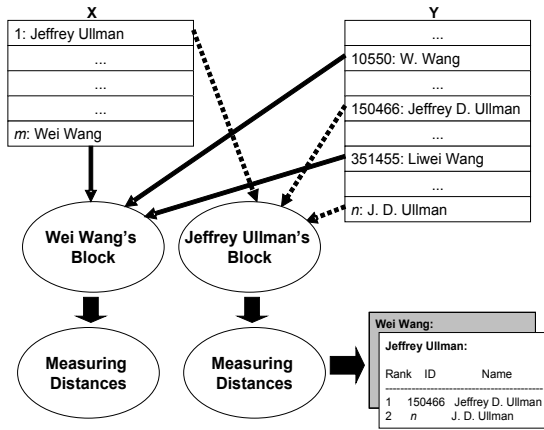 X
1: Jeffrey Ullman
...
...
...
m: Wei Wang
Y
...
10550: W. Wang
...
150466: Jeffrey D. Ullman
...
351455: Liwei Wang
...
n: J. D. Ullman
Wei Wang's
Block
Jeffrey Ullman's
Block
Measuring
Distances
Measuring
Distances
Wei Wang:
Jeffrey Ullman:
Rank ID Name
1 150466 Jeffrey D. Ullman
2 n J. D. Ullman